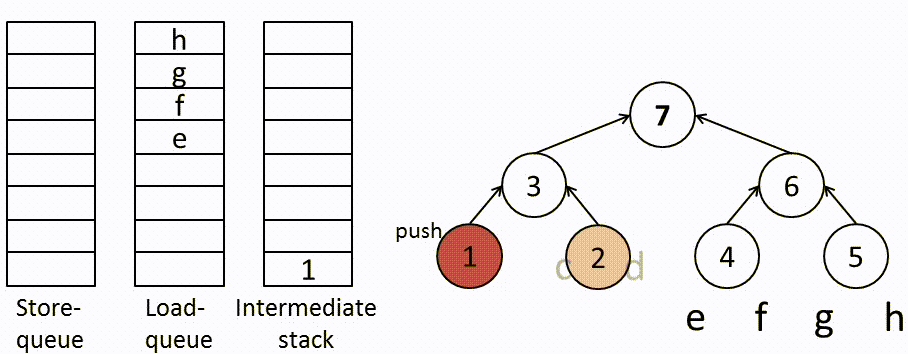 h
g
f
e
1
Store-
queue
Load-
queue
Intermediate
stack
7
3
6
push
1
2
4
5
c
d
e f g h